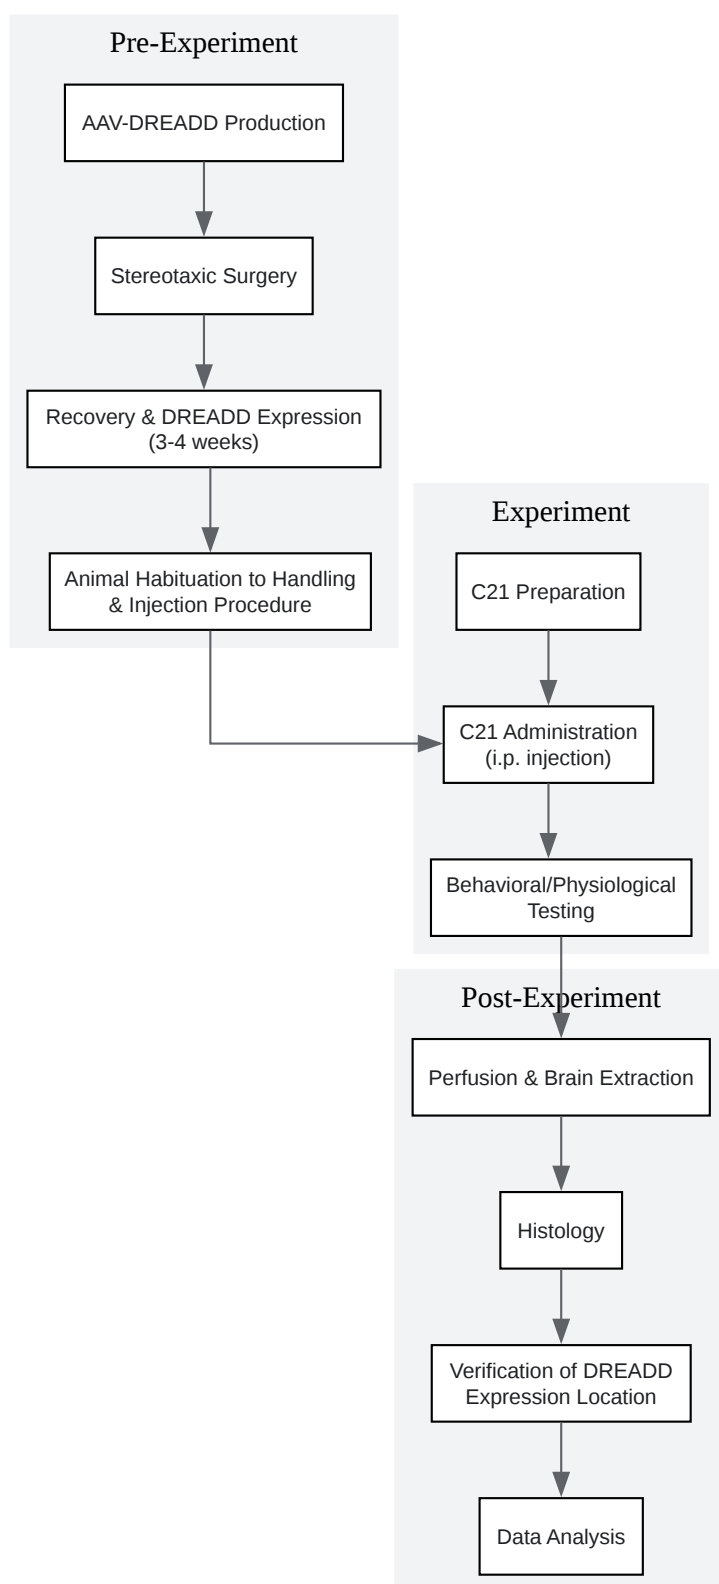 Pre-Experiment
AAV-DREADD Production
Stereotaxic Surgery
Recovery & DREADD Expression
(3-4 weeks)
Animal Habituation to Handling
& Injection Procedure
Experiment
C21 Preparation
C21 Administration
(i.p. injection)
Behavioral/Physiological
Testing
Post-Experiment
Perfusion & Brain Extraction
Histology
Verification of DREADD
Expression Location
Data Analysis